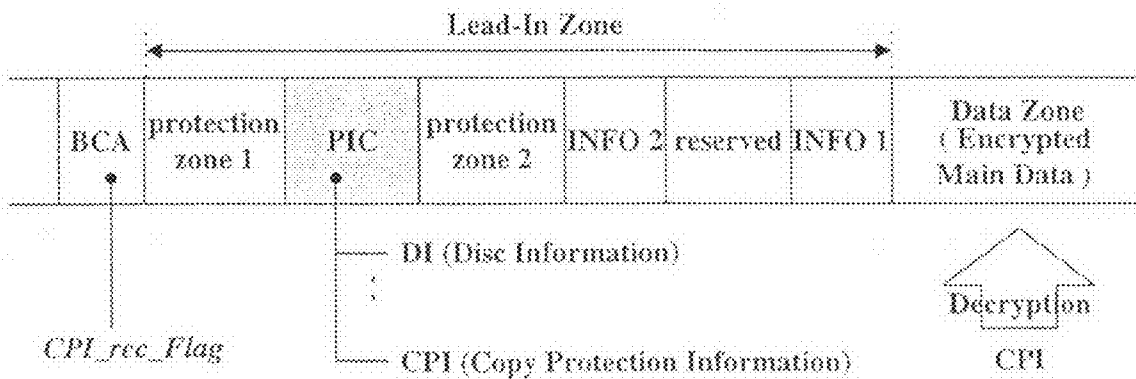 Lead-In Zone
BCA
protection
zone 1
PIC
protection
zone 2
INFO 2
reserved
INFO 1
Data Zone
( Encrypted
Main Data )
DI (Disc Information)
CPI_rec_Flag
CPI (Copy Protection Information)
Decryption
CPI